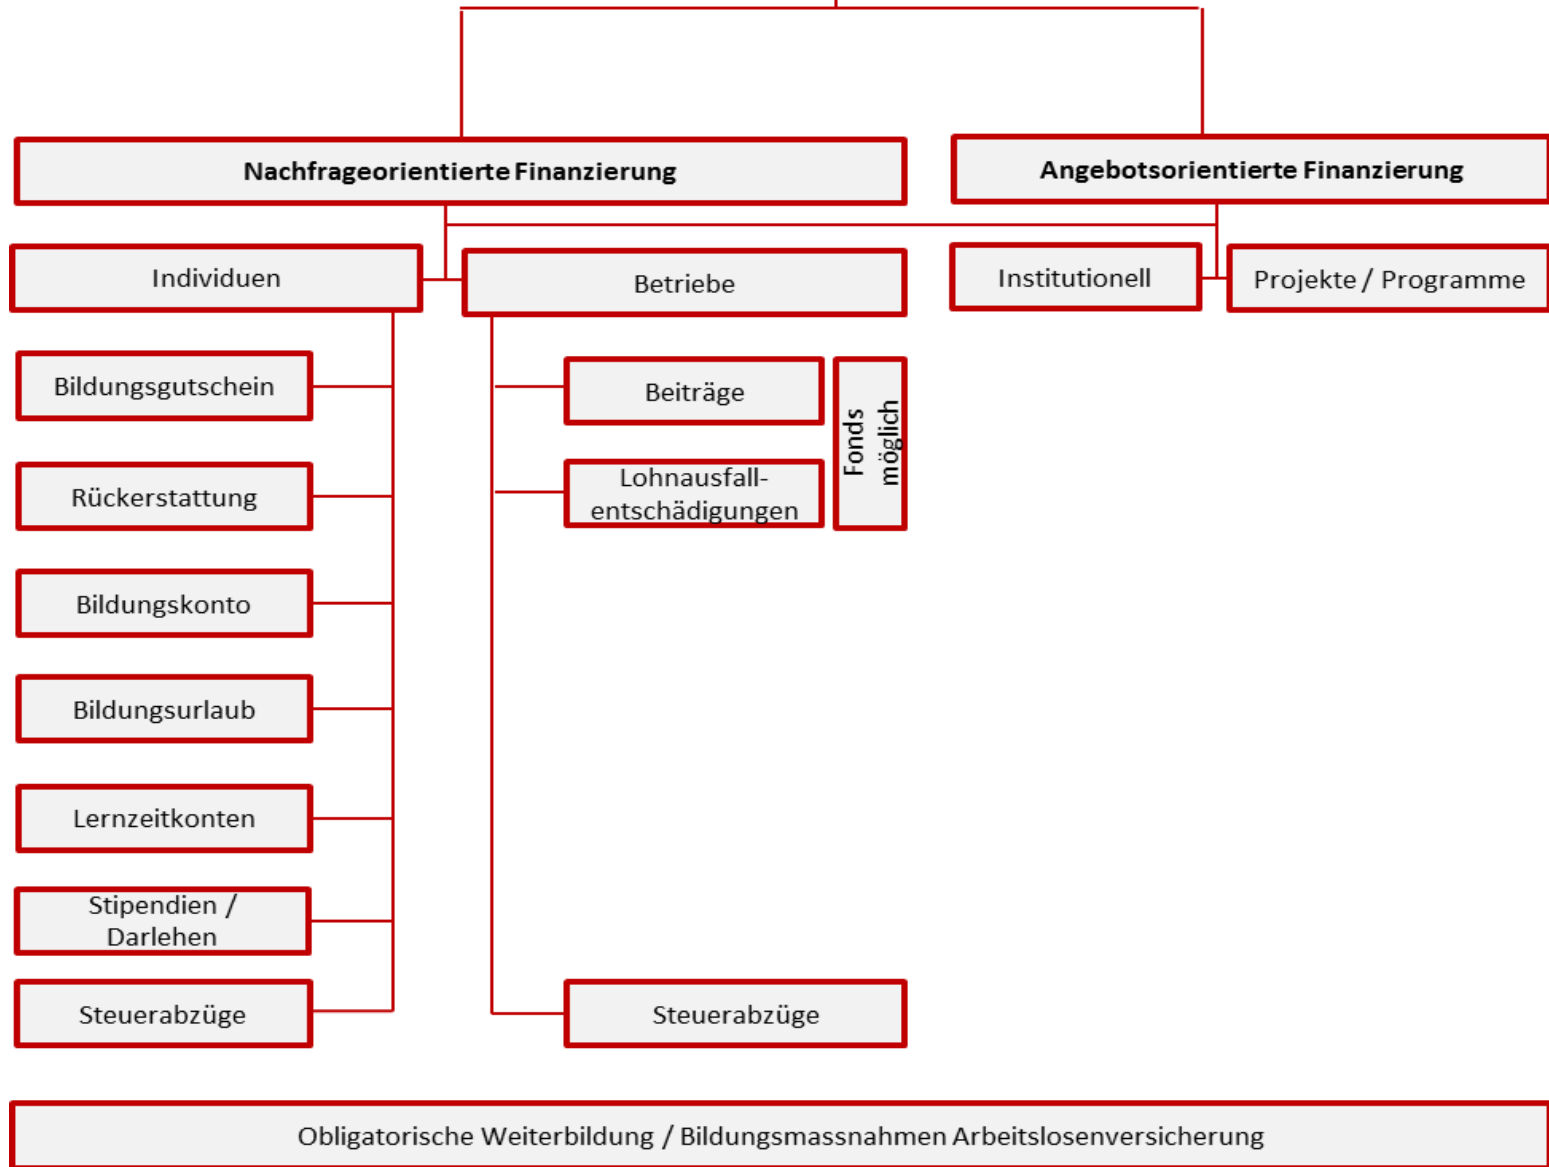 Nachfrageorientierte Finanzierung
Angebotsorientierte Finanzierung
Individuen
Betriebe
Institutionell
Projekte / Programme
Bildungsgutschein
Beiträge
Fonds
möglich
Rückerstattung
Lohnausfall-
entschädigungen
Bildungskonto
Bildungsurlaub
Lernzeitkonten
Stipendien /
Darlehen
Steuerabzüge
Steuerabzüge
Obligatorische Weiterbildung / Bildungsmassnahmen Arbeitslosenversicherung